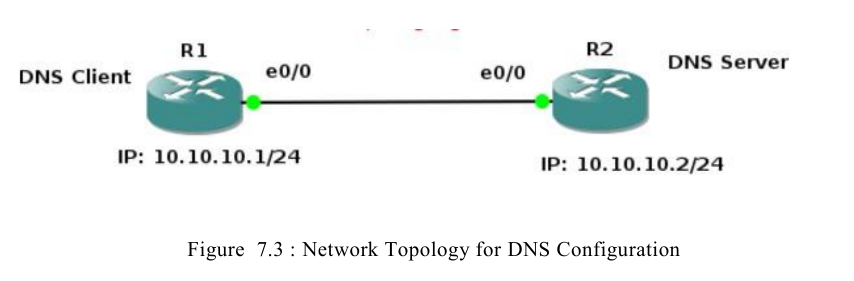 R1
R2
DNS Client
e0/0
e0/0
DNS Server
IP: 10.10.10.1/24
IP: 10.10.10.2/24
Figure 7.3 : Network Topology for DNS Configuration